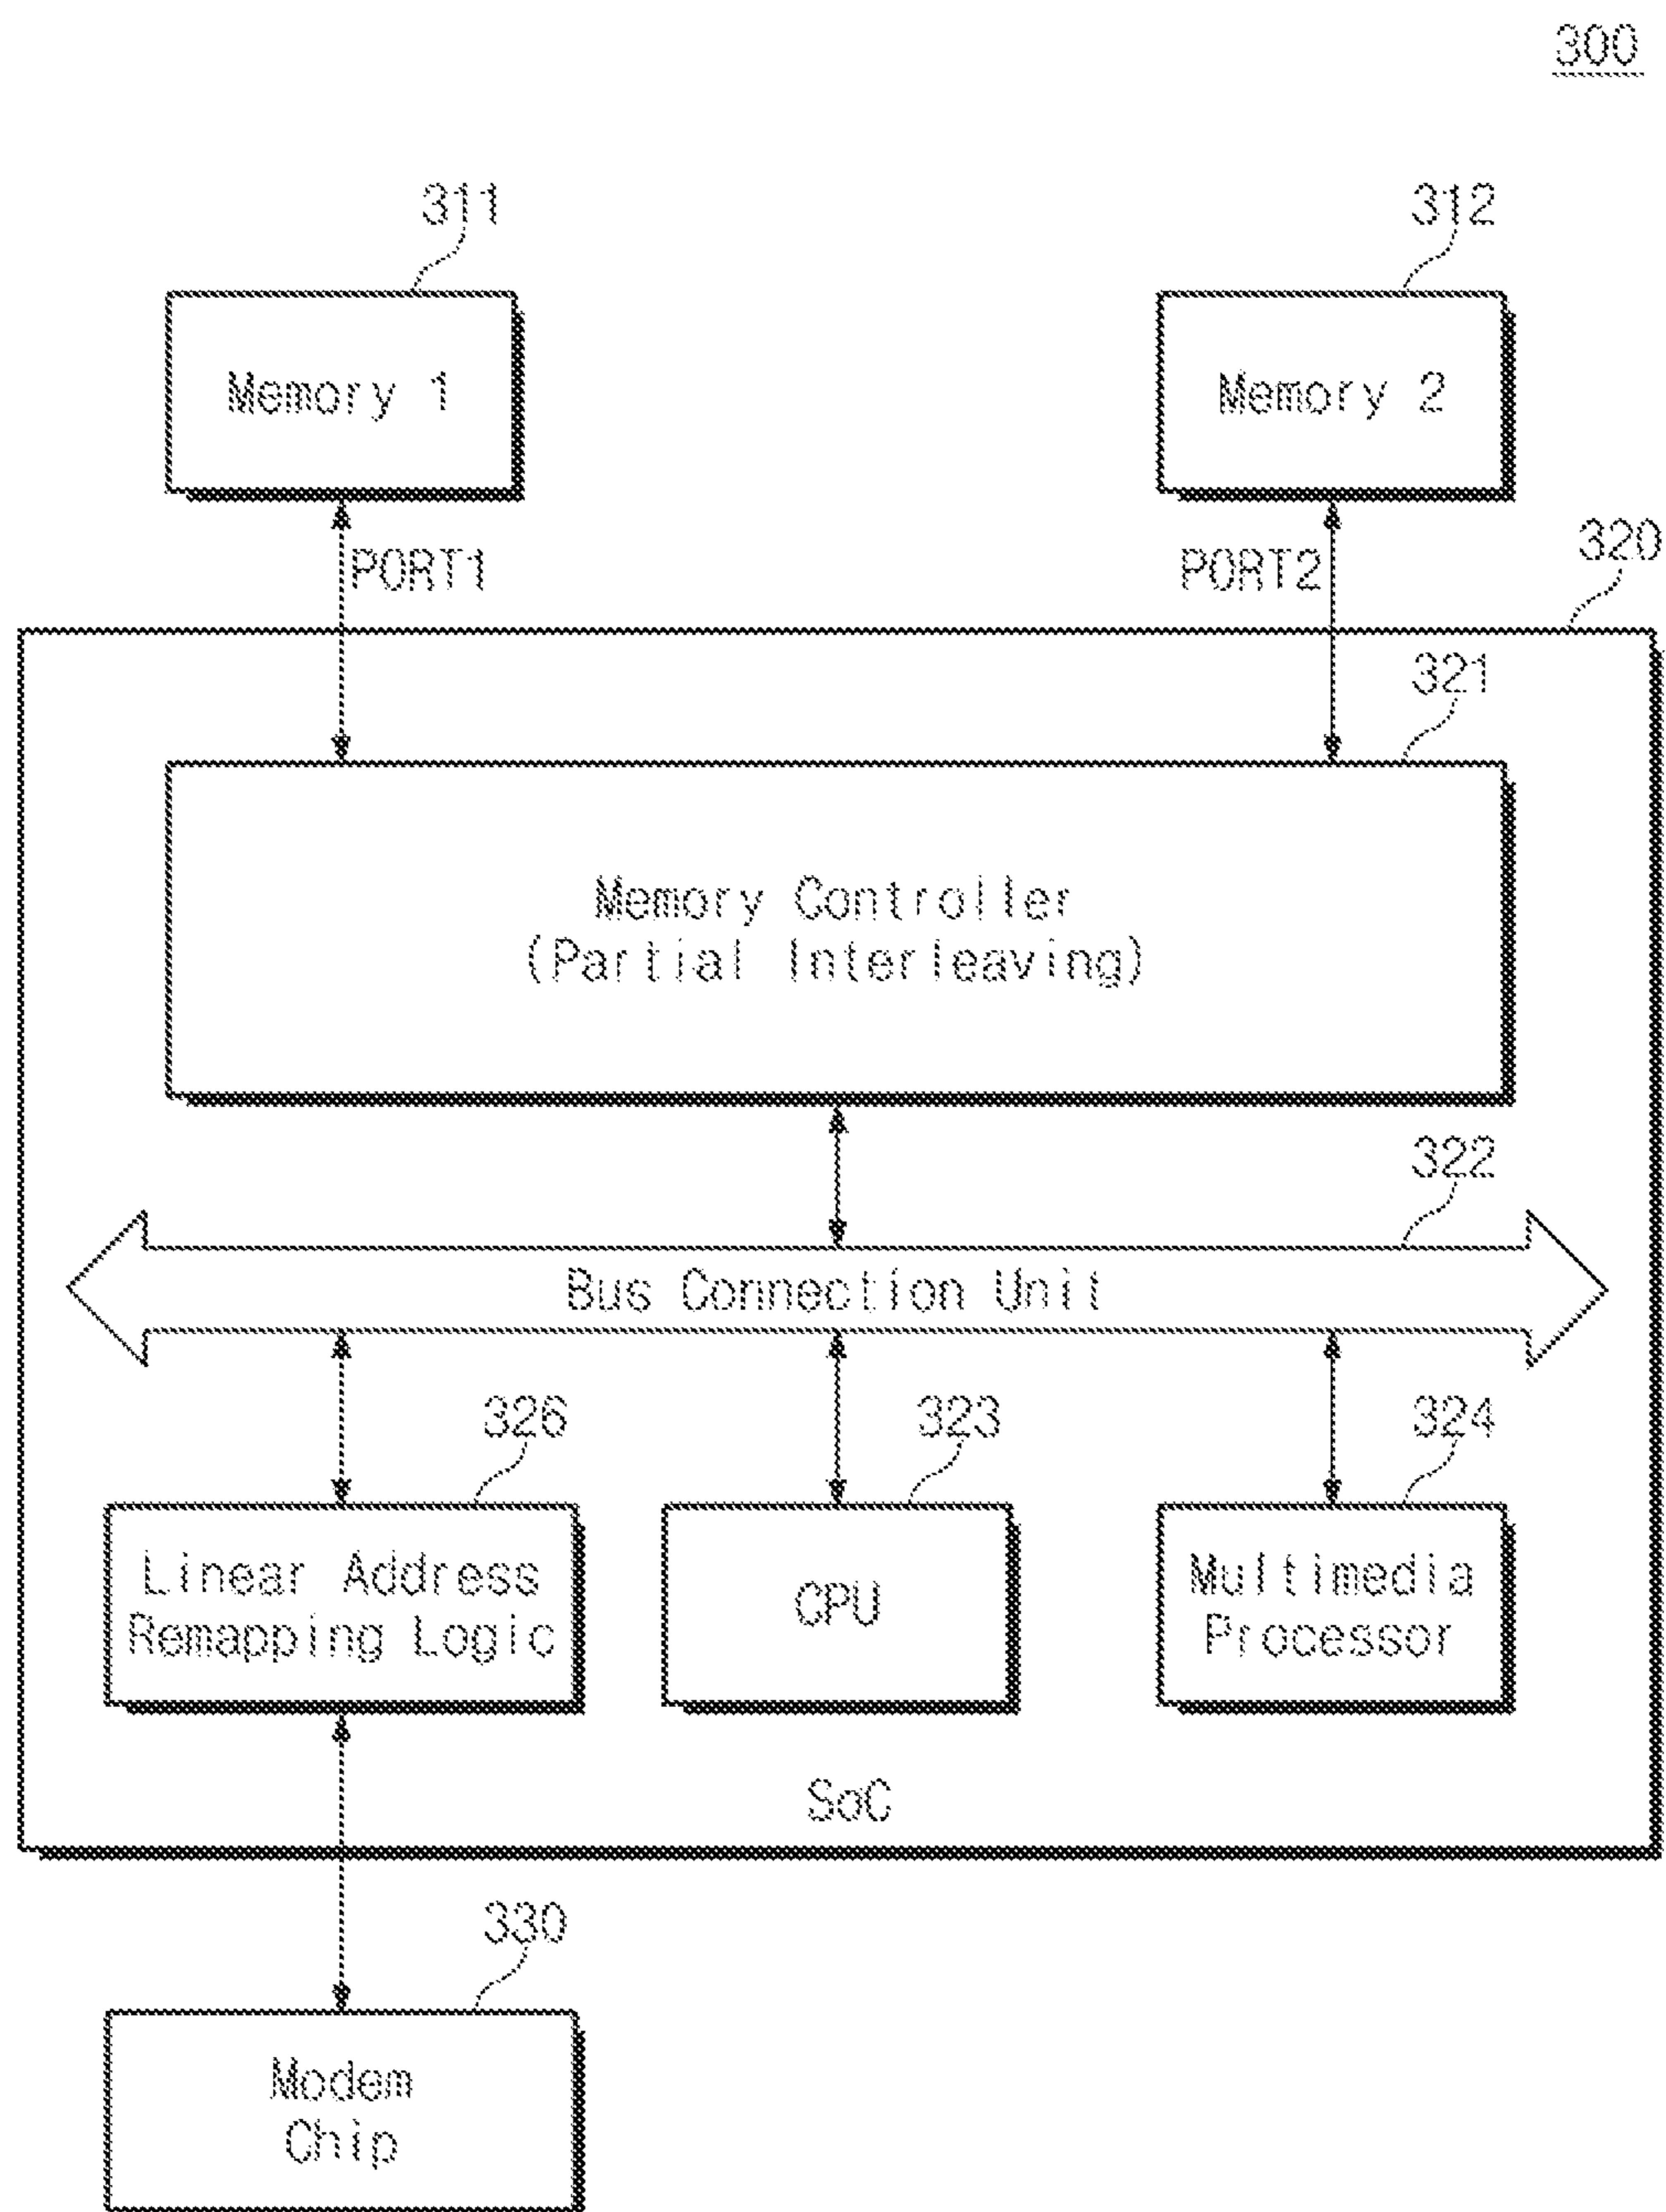 300
311
312
Memory 1
Memory 2
PORT1
PORT2
320
321
Memory Controller
(Partial Interleaving)
322
Bus Connection Unit
326
323
324
Linear Address
Remapping Logic
CPU
Multimedia
Processor
SoC
330
Modem
Chip